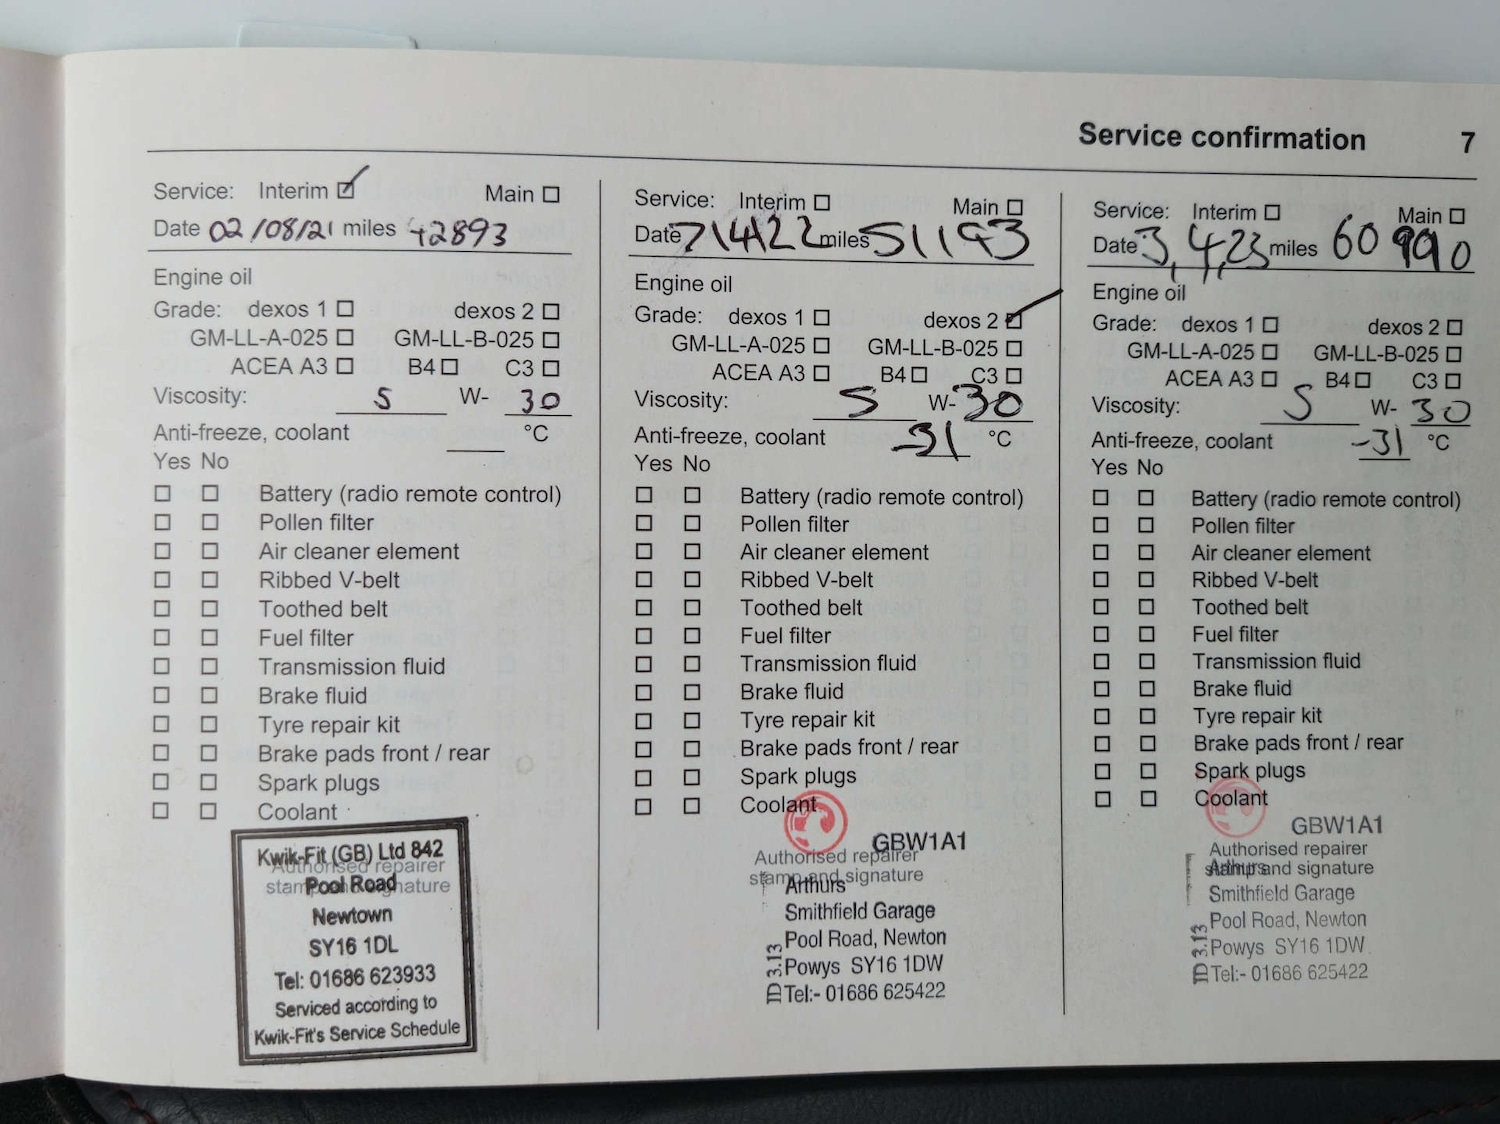 Service confirmation 7
Service: Interim Main
Date 02/08/21 miles 42893
Engine oil
Grade: dexos 1 dexos 2
GM-LL-A-025 GM-LL-B-025
ACEA A3 B4 C3
Viscosity: 5 W- 30
Anti-freeze, coolant °C
Yes No
Battery (radio remote control)
Pollen filter
Air cleaner element
Ribbed V-belt
Toothed belt
Fuel filter
Transmission fluid
Brake fluid
Tyre repair kit
Brake pads front / rear
Spark plugs
Coolant
Authorised repairer
stamp and signature
Kwik-Fit (GB) Ltd 842
Pool Road
Newtown
SY16 1DL
Tel: 01686 623933
Serviced according to
Kwik-Fit's Service Schedule
Service: Interim Main
Date 7/4/22 miles 51193
Engine oil
Grade: dexos 1 dexos 2
GM-LL-A-025 GM-LL-B-025
ACEA A3 B4 C3
Viscosity: 5 W- 30
Anti-freeze, coolant -31 °C
Yes No
Battery (radio remote control)
Pollen filter
Air cleaner element
Ribbed V-belt
Toothed belt
Fuel filter
Transmission fluid
Brake fluid
Tyre repair kit
Brake pads front / rear
Spark plugs
Coolant
GBW1A1
Authorised repairer
stamp and signature
Arthurs
Smithfield Garage
Pool Road, Newton
Powys SY16 1DW
Tel:- 01686 625422
ID 3.13
Service: Interim Main
Date 3,4,23 miles 60990
Engine oil
Grade: dexos 1 dexos 2
GM-LL-A-025 GM-LL-B-025
ACEA A3 B4 C3
Viscosity: 5 W- 30
Anti-freeze, coolant -31 °C
Yes No
Battery (radio remote control)
Pollen filter
Air cleaner element
Ribbed V-belt
Toothed belt
Fuel filter
Transmission fluid
Brake fluid
Tyre repair kit
Brake pads front / rear
Spark plugs
Coolant
GBW1A1
Authorised repairer
stamp and signature
Arthurs
Smithfield Garage
Pool Road, Newton
Powys SY16 1DW
Tel:- 01686 625422
ID 3.13